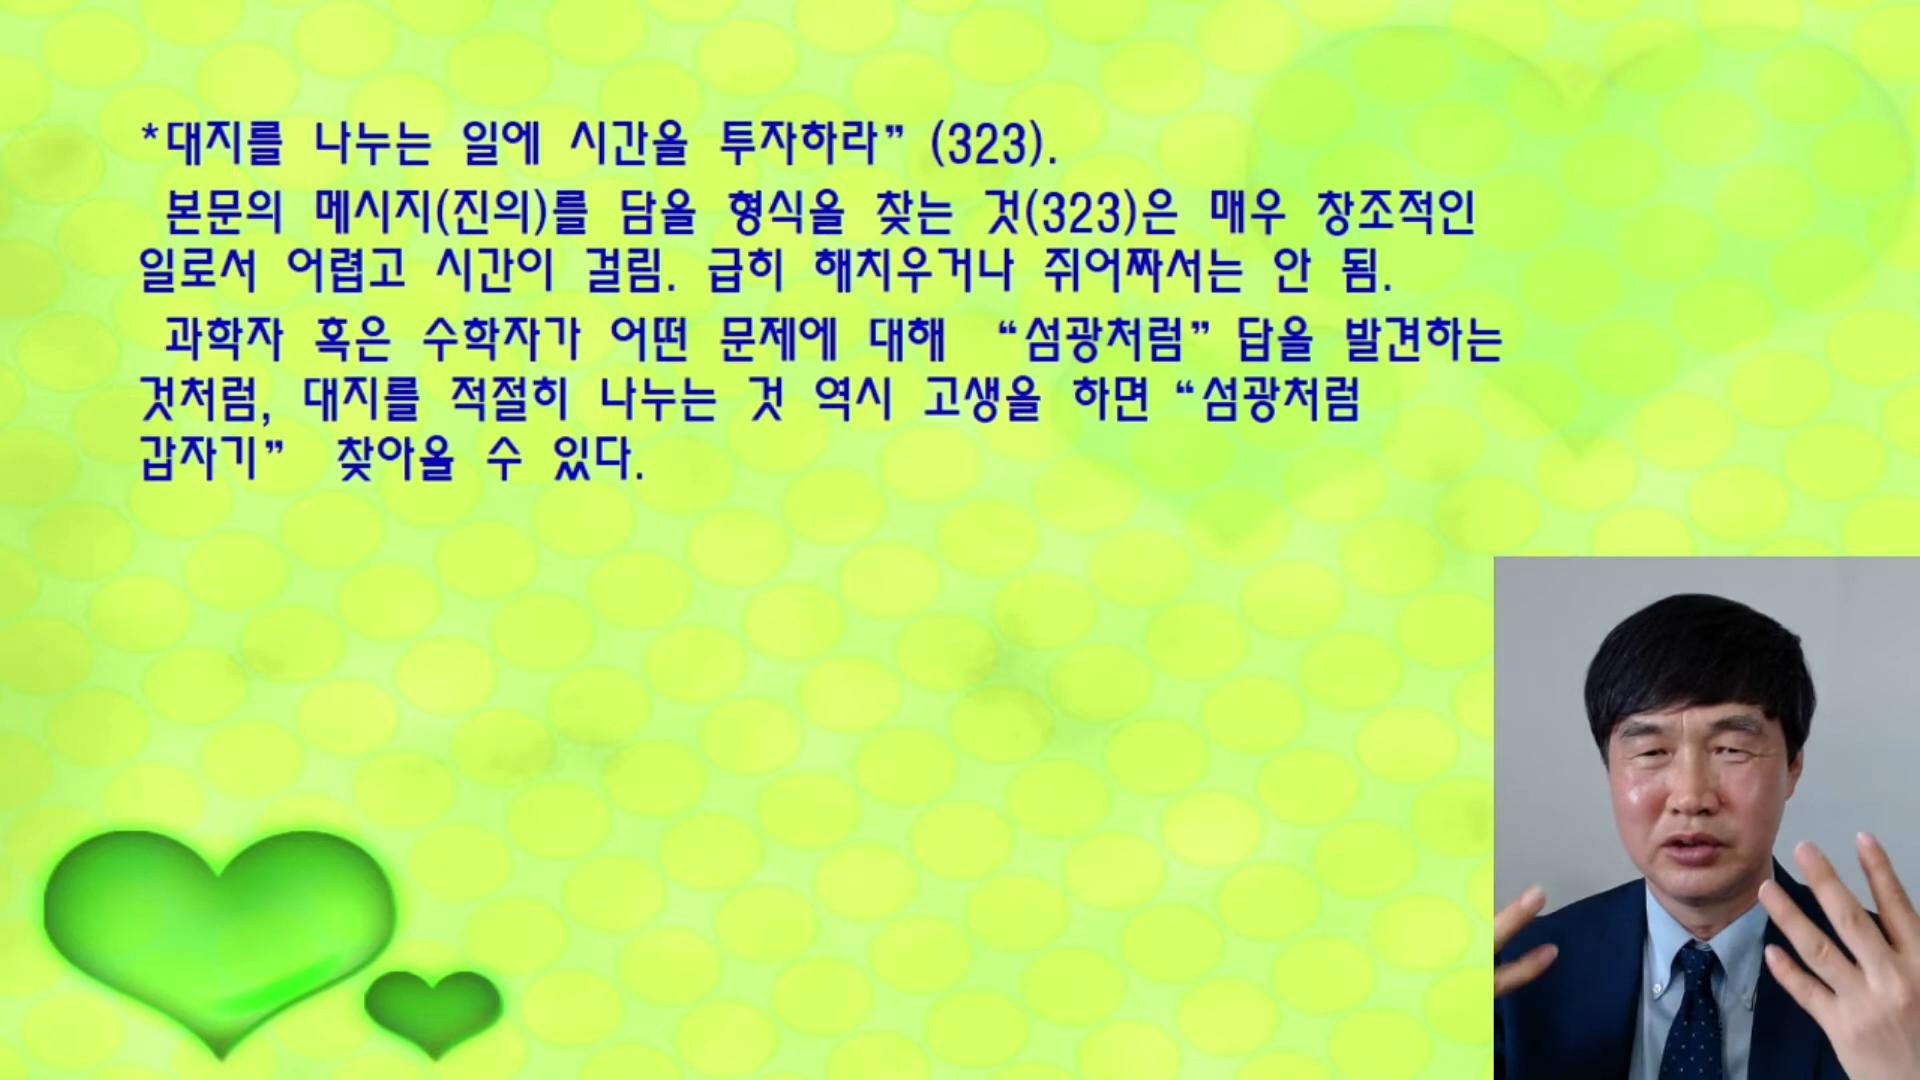 *대지를 나누는 일에 시간을 투자하라” (323).
본문의 메시지(진의)를 담을 형식을 찾는 것(323)은 매우 창조적인
일로서 어렵고 시간이 걸림. 급히 해치우거나 쥐어짜서는 안 됨.
과학자 혹은 수학자가 어떤 문제에 대해 “섬광처럼” 답을 발견하는
것처럼, 대지를 적절히 나누는 것 역시 고생을 하면 “섬광처럼
갑자기” 찾아올 수 있다.